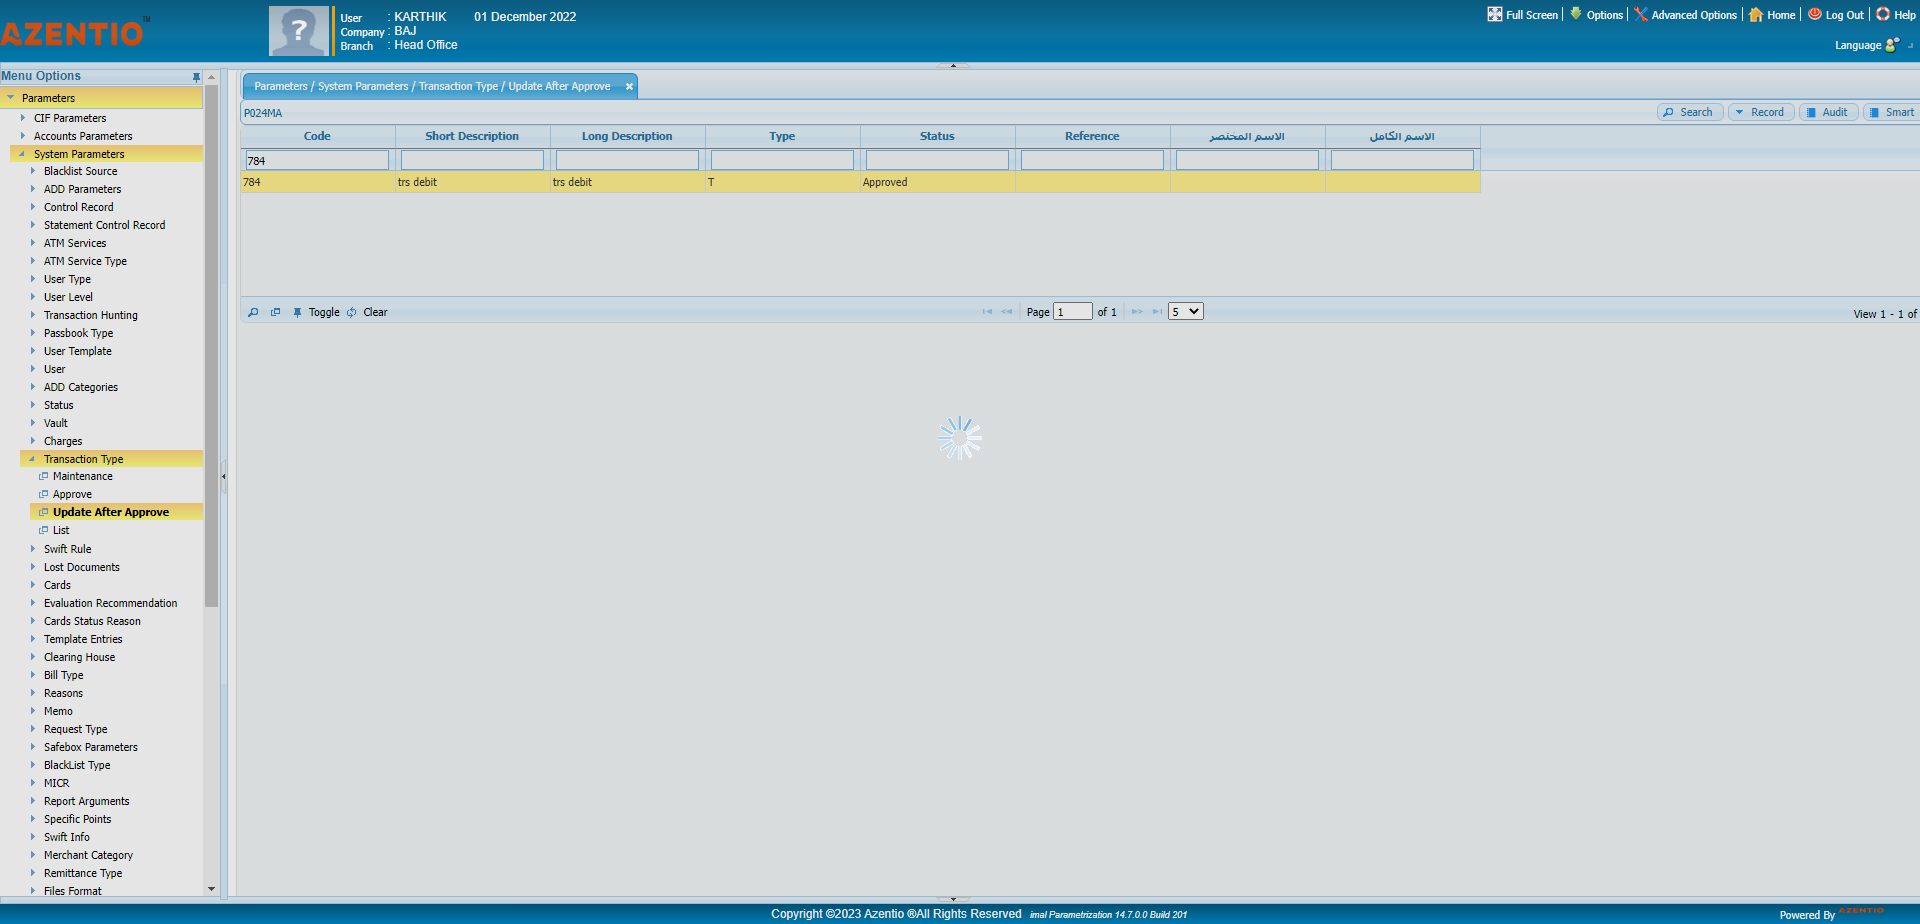 AZENTIO™
User : KARTHIK 01 December 2022
Company : BAJ
Branch : Head Office
Full Screen Options Advanced Options Home Log Out Help
Language
Menu Options
Parameters
CIF Parameters
Accounts Parameters
System Parameters
Blacklist Source
ADD Parameters
Control Record
Statement Control Record
ATM Services
ATM Service Type
User Type
User Level
Transaction Hunting
Passbook Type
User Template
User
ADD Categories
Status
Vault
Charges
Transaction Type
Maintenance
Approve
Update After Approve
List
Swift Rule
Lost Documents
Cards
Evaluation Recommendation
Cards Status Reason
Template Entries
Clearing House
Bill Type
Reasons
Memo
Request Type
Safebox Parameters
BlackList Type
MICR
Report Arguments
Specific Points
Swift Info
Merchant Category
Remittance Type
Files Format
Parameters / System Parameters / Transaction Type / Update After Approve
P024MA
Search Record Audit Smart
Code Short Description Long Description Type Status Reference الاسم المختصر الاسم الكامل
784
784 trs debit trs debit T Approved
Toggle Clear
Page 1 of 1 5
View 1 - 1 of
Copyright ©2023 Azentio ®All Rights Reserved imal Parametrization 14.7.0.0 Build 201
Powered By AZENTIO